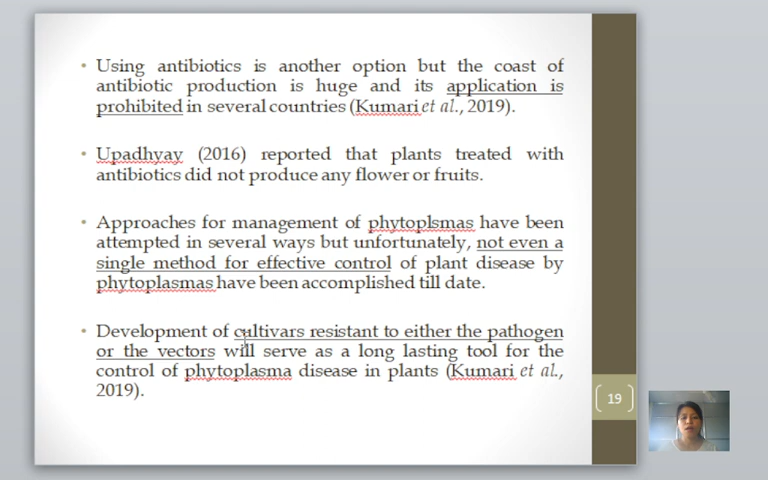 • Using antibiotics is another option but the coast of
antibiotic production is huge and its application is
prohibited in several countries (Kumari et al., 2019).
• Upadhyay (2016) reported that plants treated with
antibiotics did not produce any flower or fruits.
• Approaches for management of phytoplsmas have been
attempted in several ways but unfortunately, not even a
single method for effective control of plant disease by
phytoplasmas have been accomplished till date.
• Development of cultivars resistant to either the pathogen
or the vectors will serve as a long lasting tool for the
control of phytoplasma disease in plants (Kumari et al.,
2019).
19